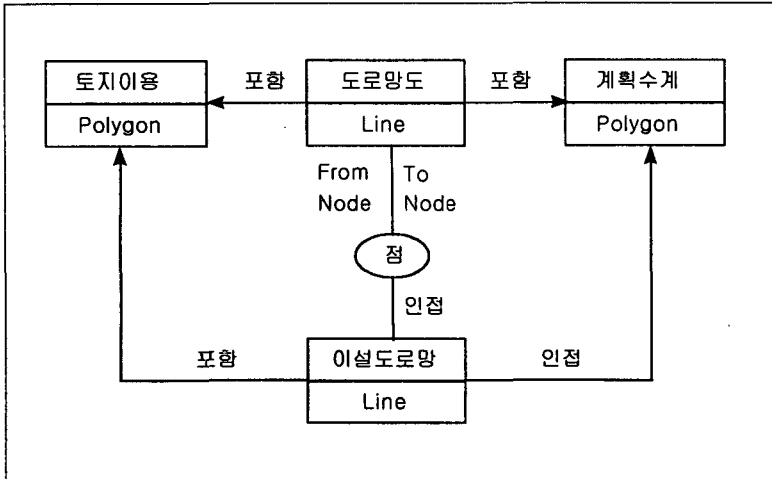 토지이용
포함
도로망도
포함
계획수계
Polygon
Line
Polygon
From
Node
To
Node
점
인접
포함
이설도로망
인접
Line